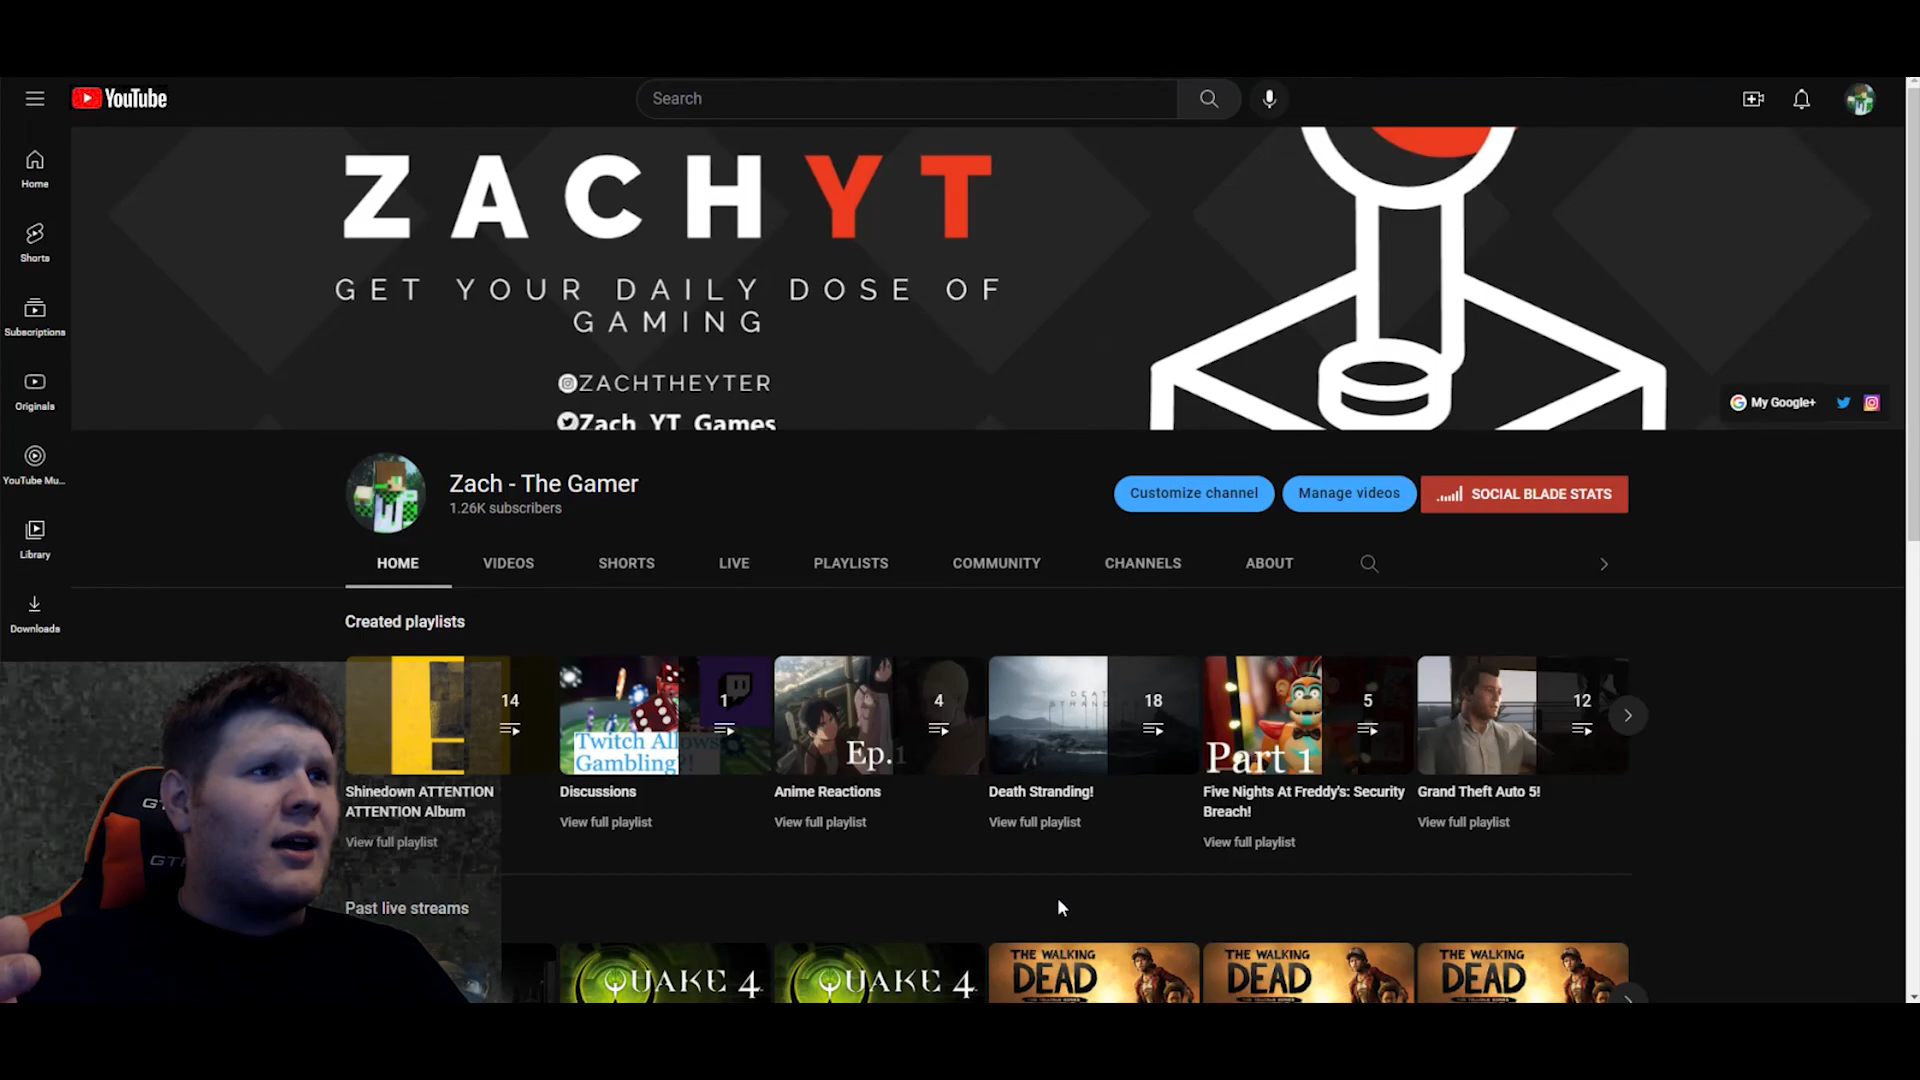 YouTube
Search
Home
Shorts
Subscriptions
Originals
YouTube Mu...
Library
Downloads
ZACHYT
GET YOUR DAILY DOSE OF
GAMING
ZACHTHEYTER
Zach_YT_Games
My Google+
Zach - The Gamer
1.26K subscribers
Customize channel
Manage videos
SOCIAL BLADE STATS
HOME
VIDEOS
SHORTS
LIVE
PLAYLISTS
COMMUNITY
CHANNELS
ABOUT
Created playlists
14
Shinedown ATTENTION
ATTENTION Album
View full playlist
Twitch Allows
Gambling?!
1
Discussions
View full playlist
Ep.1
4
Anime Reactions
View full playlist
DEATH
STRANDING
18
Death Stranding!
View full playlist
Part 1
5
Five Nights At Freddy's: Security
Breach!
View full playlist
12
Grand Theft Auto 5!
View full playlist
Past live streams
QUAKE 4
QUAKE 4
THE WALKING
DEAD
THE WALKING
DEAD
THE WALKING
DEAD